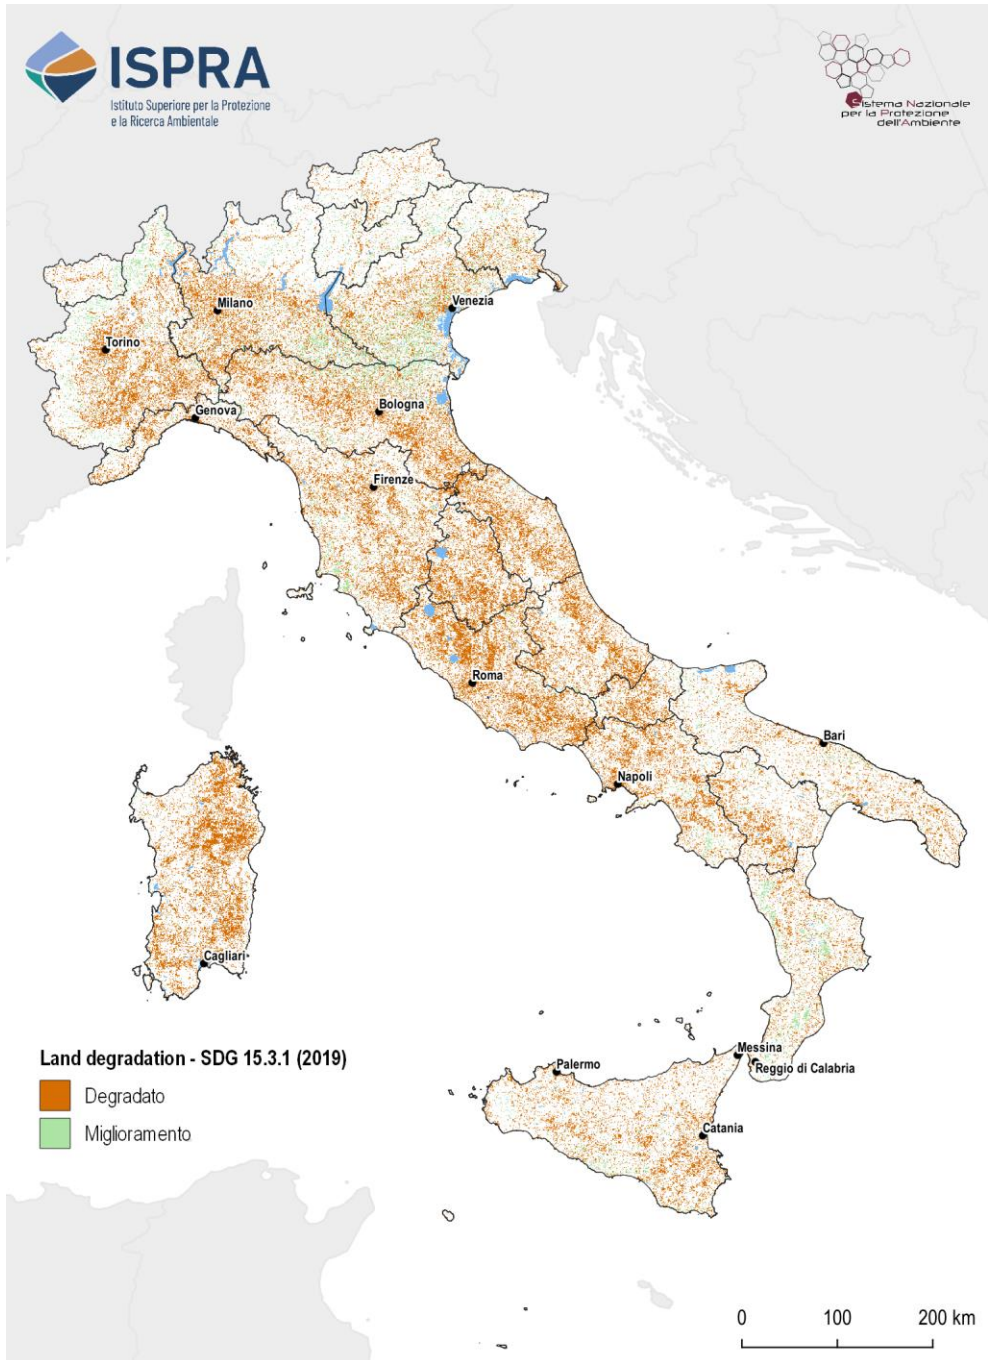 ISPRA
Istituto Superiore per la Protezione
e la Ricerca Ambientale
Sistema Nazionale
per la Protezione
dell'Ambiente
Milano
Venezia
Torino
Genova
Bologna
Firenze
Roma
Bari
Napoli
Cagliari
Messina
Palermo
Reggio di Calabria
Catania
Land degradation - SDG 15.3.1 (2019)
Degradato
Miglioramento
0 100 200 km